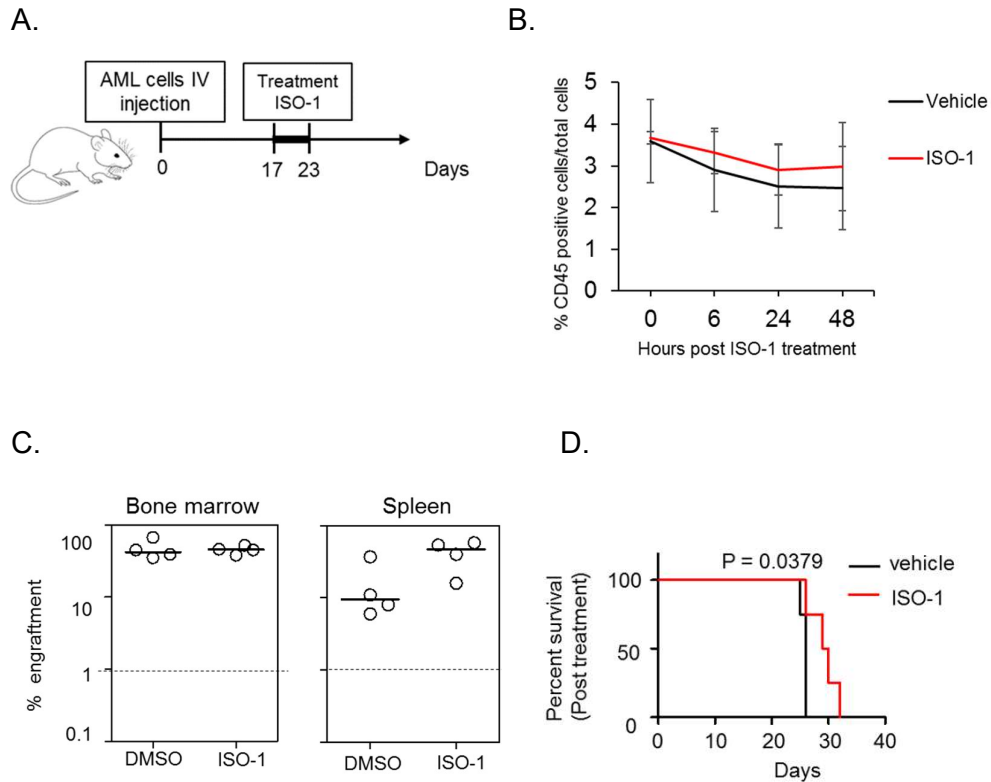 A.
AML cells IV
injection
Treatment
ISO-1
0
17
23
Days
B.
% CD45 positive cells/total cells
5
4
3
2
1
0
0
6
24
48
Hours post ISO-1 treatment
Vehicle
ISO-1
C.
Bone marrow
Spleen
% engraftment
100
10
1
0.1
DMSO
ISO-1
DMSO
ISO-1
D.
P = 0.0379
vehicle
ISO-1
Percent survival
(Post treatment)
100
50
0
0
10
20
30
40
Days